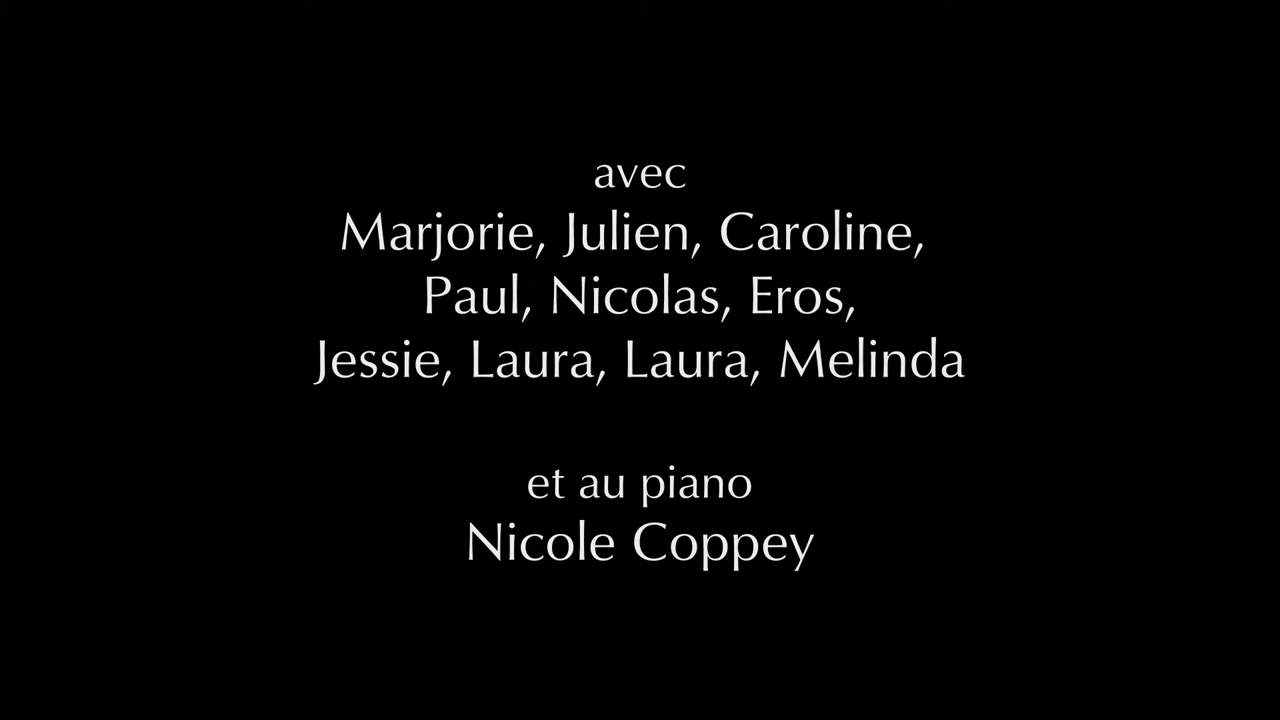 avec
Marjorie, Julien, Caroline,
Paul, Nicolas, Eros,
Jessie, Laura, Laura, Melinda
et au piano
Nicole Coppey